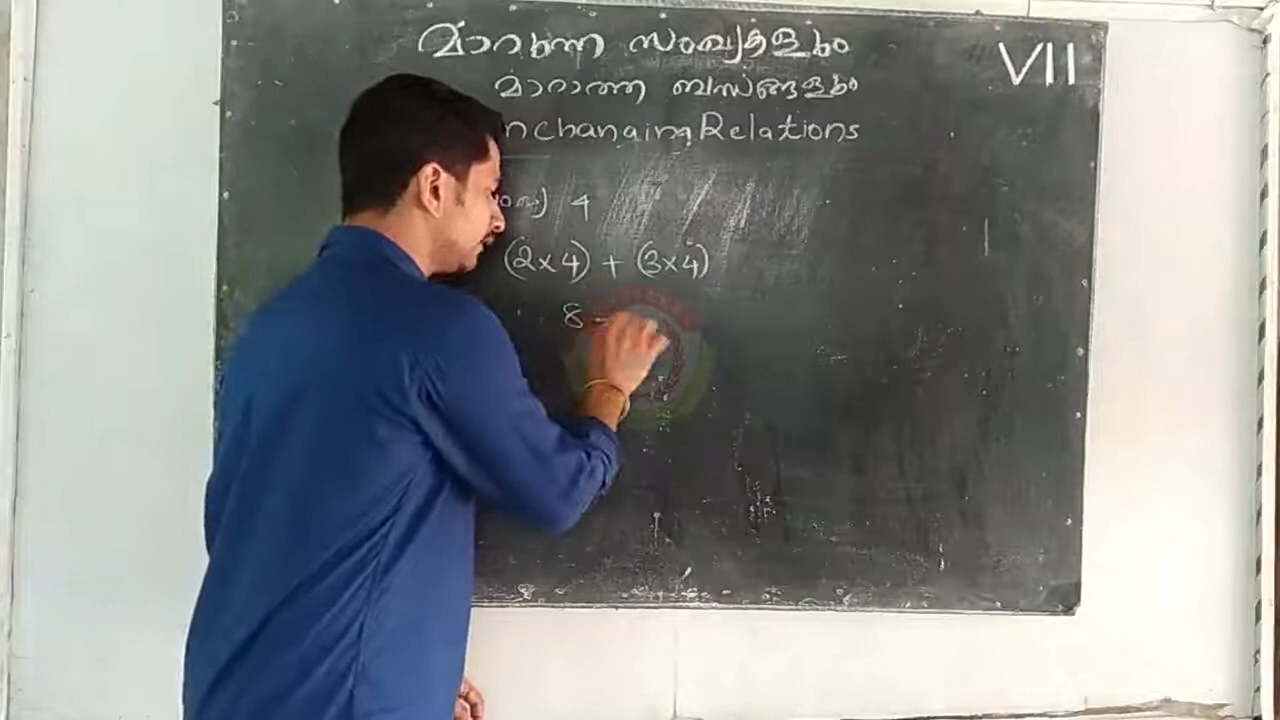 മാറുന്ന സംഖ്യകളും
VII
മാറാത്ത ബന്ധങ്ങളും
nchanging Relations
4
(2×4) + (3×4)
8